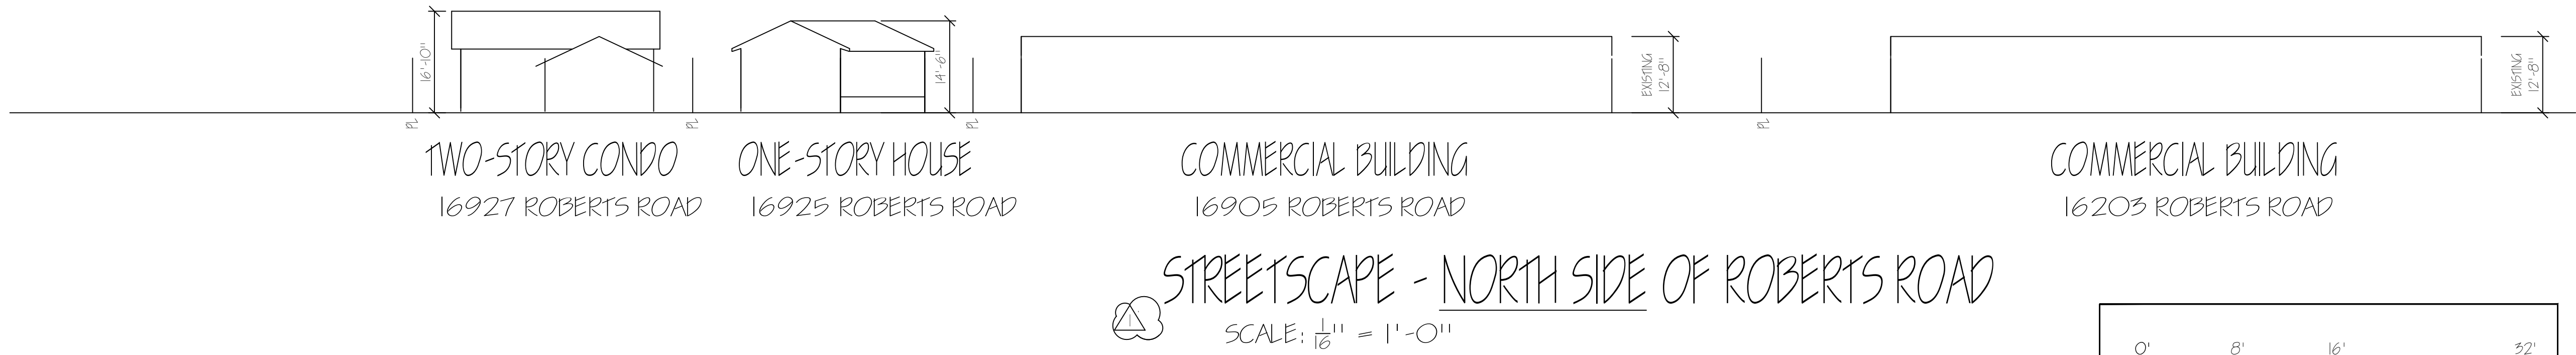 16'-10"
14'-6"
EXISTING
12'-8"
EXISTING
12'-8"
PL
PL
PL
PL
TWO-STORY CONDO
ONE-STORY HOUSE
COMMERCIAL BUILDING
COMMERCIAL BUILDING
16927 ROBERTS ROAD
16925 ROBERTS ROAD
16905 ROBERTS ROAD
16203 ROBERTS ROAD
STREETSCAPE - NORTH SIDE OF ROBERTS ROAD
1
SCALE: 1/16" = 1'-0"
0' 8' 16' 32'